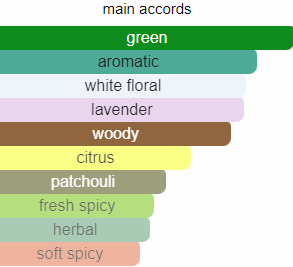 main accords
green
aromatic
white floral
lavender
woody
citrus
patchouli
fresh spicy
herbal
soft spicy